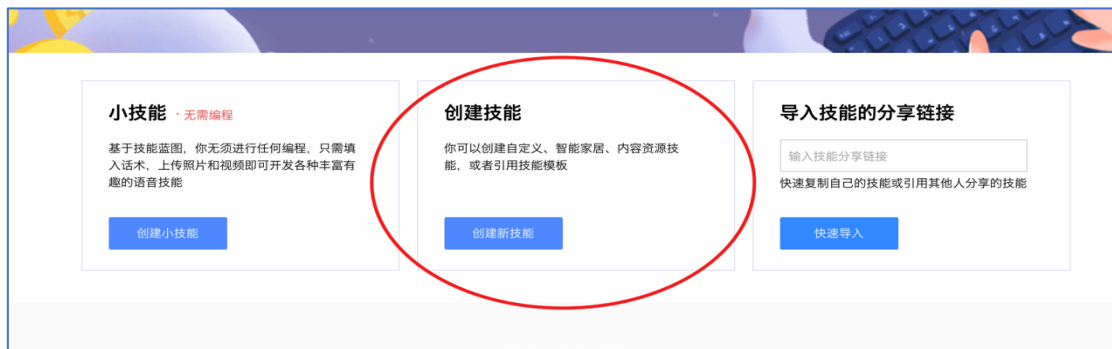 小技能 · 无需编程
基于技能蓝图，你无须进行任何编程，只需填
入话术，上传照片和视频即可开发各种丰富有
趣的语音技能
创建小技能
创建技能
你可以创建自定义、智能家居、内容资源技
能，或者引用技能模板
创建新技能
导入技能的分享链接
输入技能分享链接
快速复制自己的技能或引用其他人分享的技能
快速导入